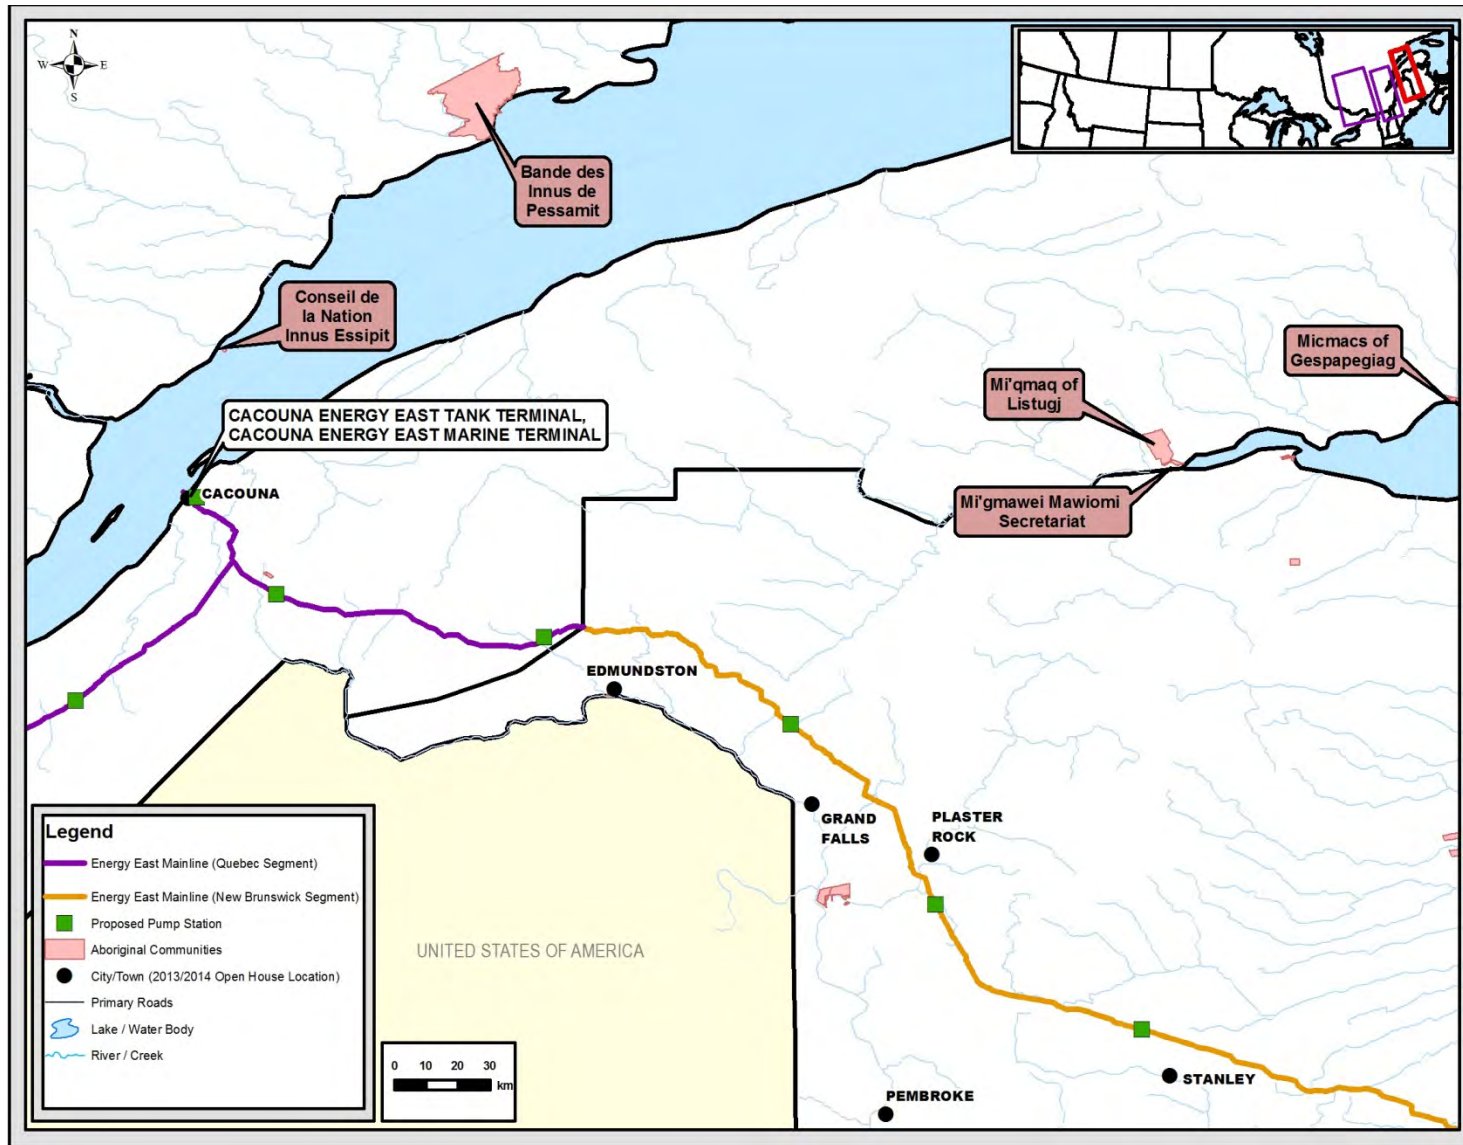 N
W
E
S
Bande des
Innus de
Pessamit
Conseil de
la Nation
Innus Essipit
Micmacs of
Gespapegiag
Mi'qmaq of
Listugj
CACOUNA ENERGY EAST TANK TERMINAL,
CACOUNA ENERGY EAST MARINE TERMINAL
CACOUNA
Mi'gmawei Mawiomi
Secretariat
EDMUNDSTON
GRAND
FALLS
PLASTER
ROCK
UNITED STATES OF AMERICA
STANLEY
PEMBROKE
Legend
Energy East Mainline (Quebec Segment)
Energy East Mainline (New Brunswick Segment)
Proposed Pump Station
Aboriginal Communities
City/Town (2013/2014 Open House Location)
Primary Roads
Lake / Water Body
River / Creek
0 10 20 30
km